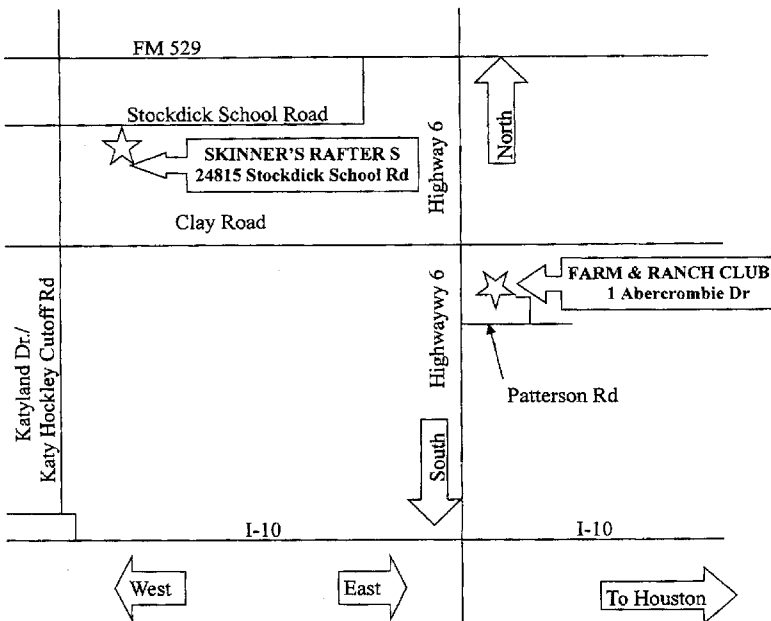 FM 529
Stockdick School Road
North
Highway 6
SKINNER'S RAFTER S
24815 Stockdick School Rd
Clay Road
FARM & RANCH CLUB
1 Abercrombie Dr
Highwaywy 6
Katyland Dr./
Katy Hockley Cutoff Rd
Patterson Rd
South
I-10
I-10
West
East
To Houston